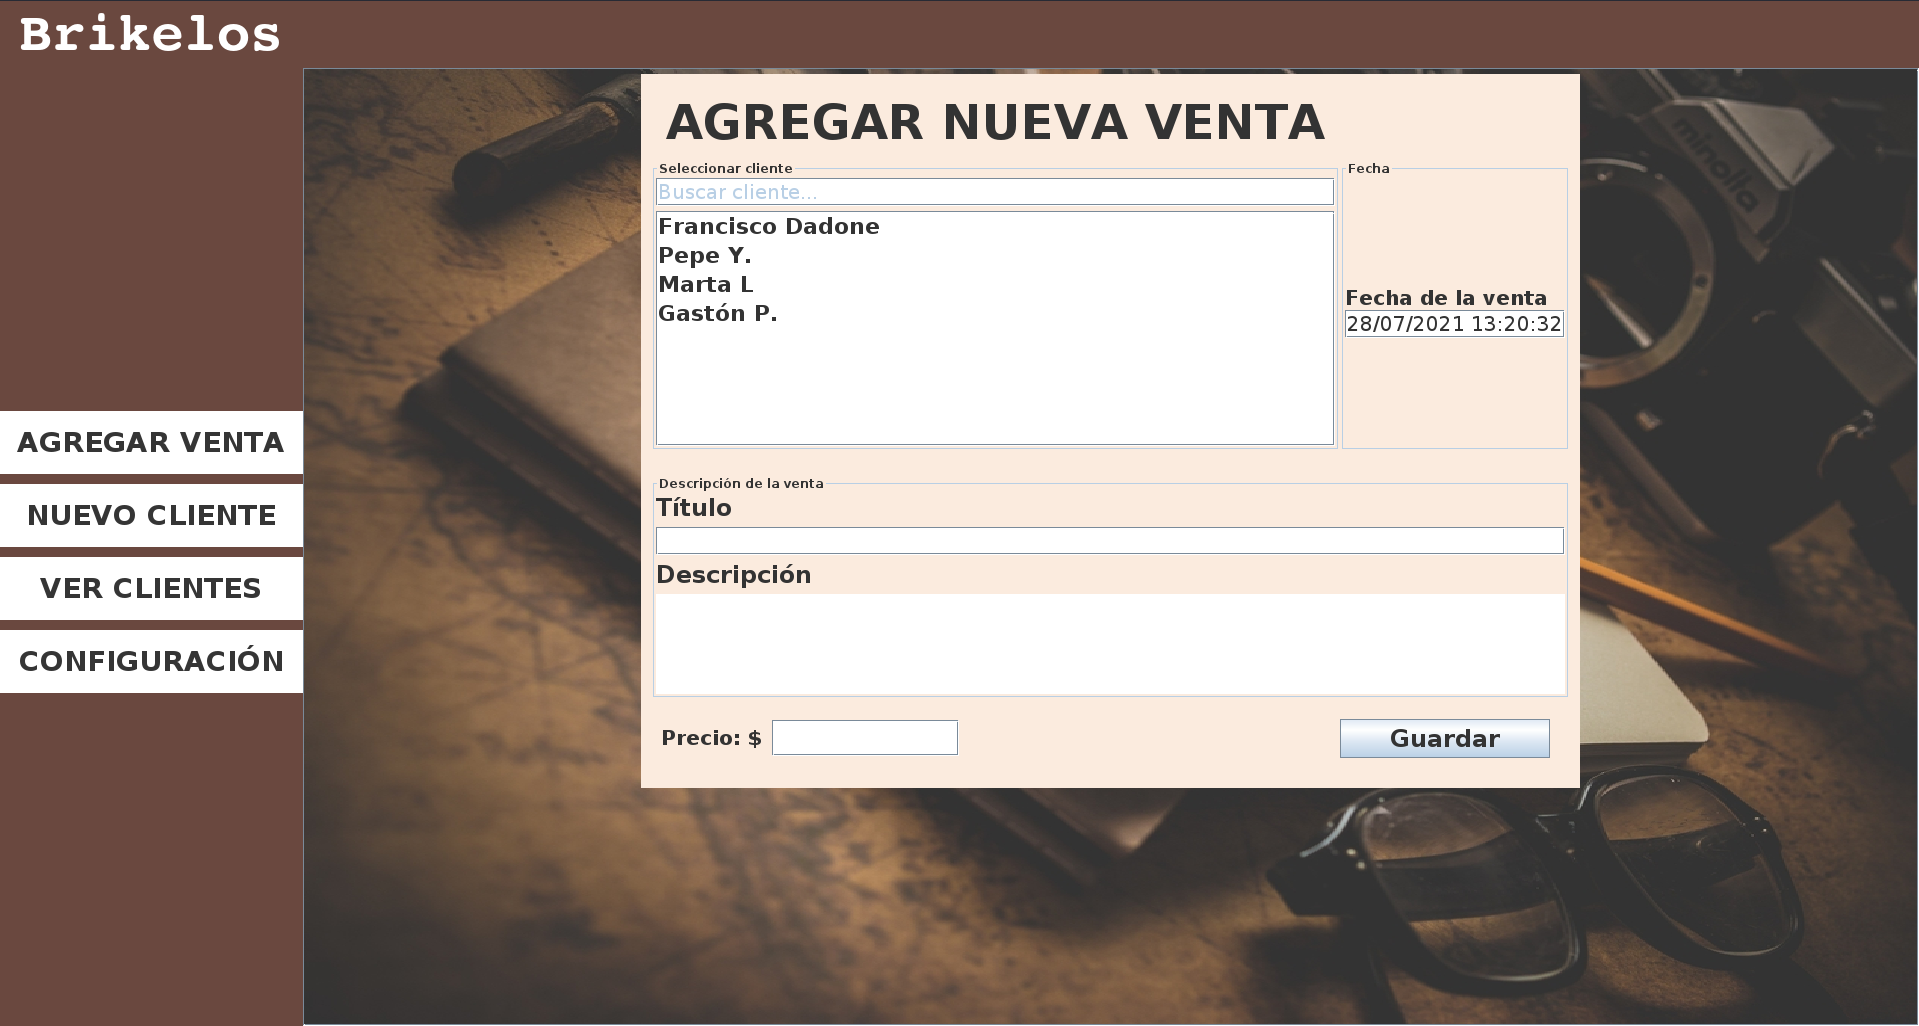 Brikelos
AGREGAR VENTA
NUEVO CLIENTE
VER CLIENTES
CONFIGURACIÓN
AGREGAR NUEVA VENTA
Seleccionar cliente
Buscar cliente...
Francisco Dadone
Pepe Y.
Marta L
Gastón P.
Fecha
Fecha de la venta
28/07/2021 13:20:32
Descripción de la venta
Título
Descripción
Precio: $
Guardar
minolta